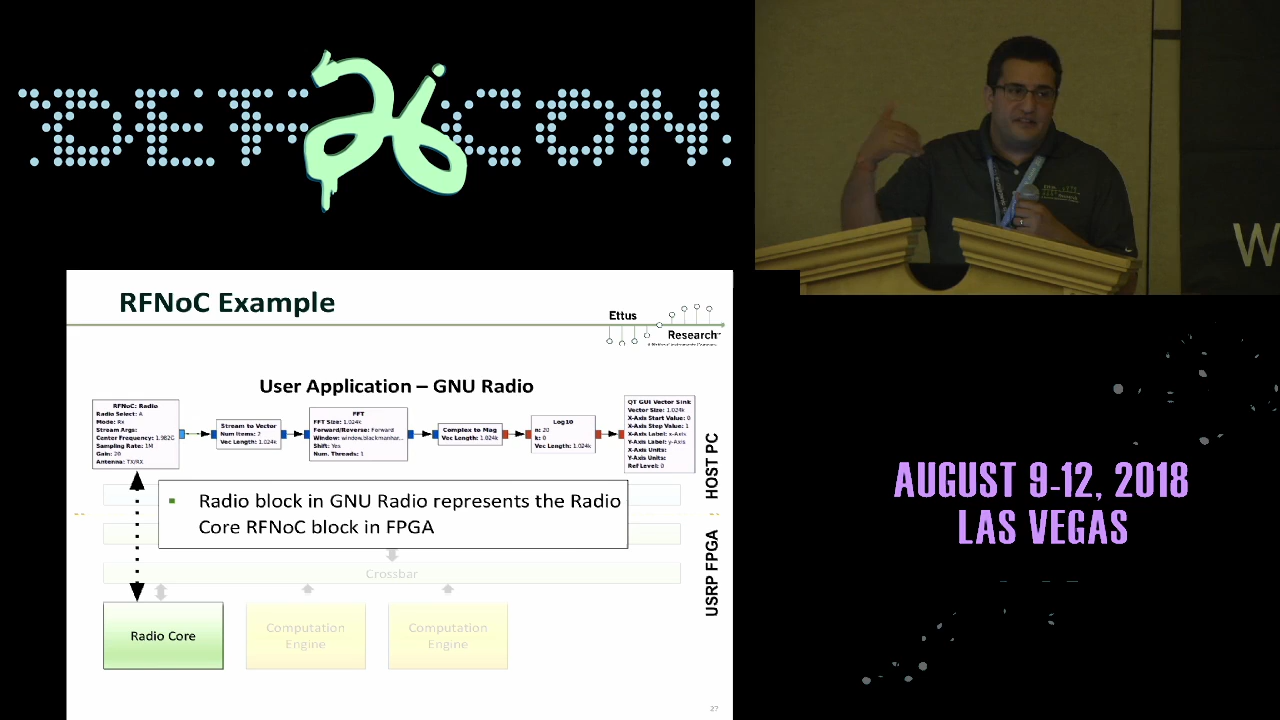 DEF CON
26
W
RFNoC Example
Ettus
Research
User Application – GNU Radio
RFNoC: Radio
Radio Select: A
Mode: Rx
Stream Args:
Center Frequency: 1.982G
Sampling Rate: 1M
Gain: 20
Antenna: TX/RX
Stream to Vector
Num Items: 7
Vec Length: 1.024k
FFT
FFT Size: 1.024k
Forward/Reverse: Forward
Window: window.blackmanhar...
Shift: Yes
Num. Threads: 1
Complex to Mag
Vec Length: 1.024k
Log10
n: 20
k: 0
Vec Length: 1.024k
QT GUI Vector Sink
Vector Size: 1.024k
X-Axis Start Value: 0
X-Axis Step Value: 1
X-Axis Label: x-Axis
Y-Axis Label: y-Axis
X-Axis Units:
Y-Axis Units:
Ref Level: 0
HOST PC
Radio block in GNU Radio represents the Radio
Core RFNoC block in FPGA
USRP FPGA
Crossbar
Radio Core
Computation
Engine
Computation
Engine
27
AUGUST 9-12, 2018
LAS VEGAS